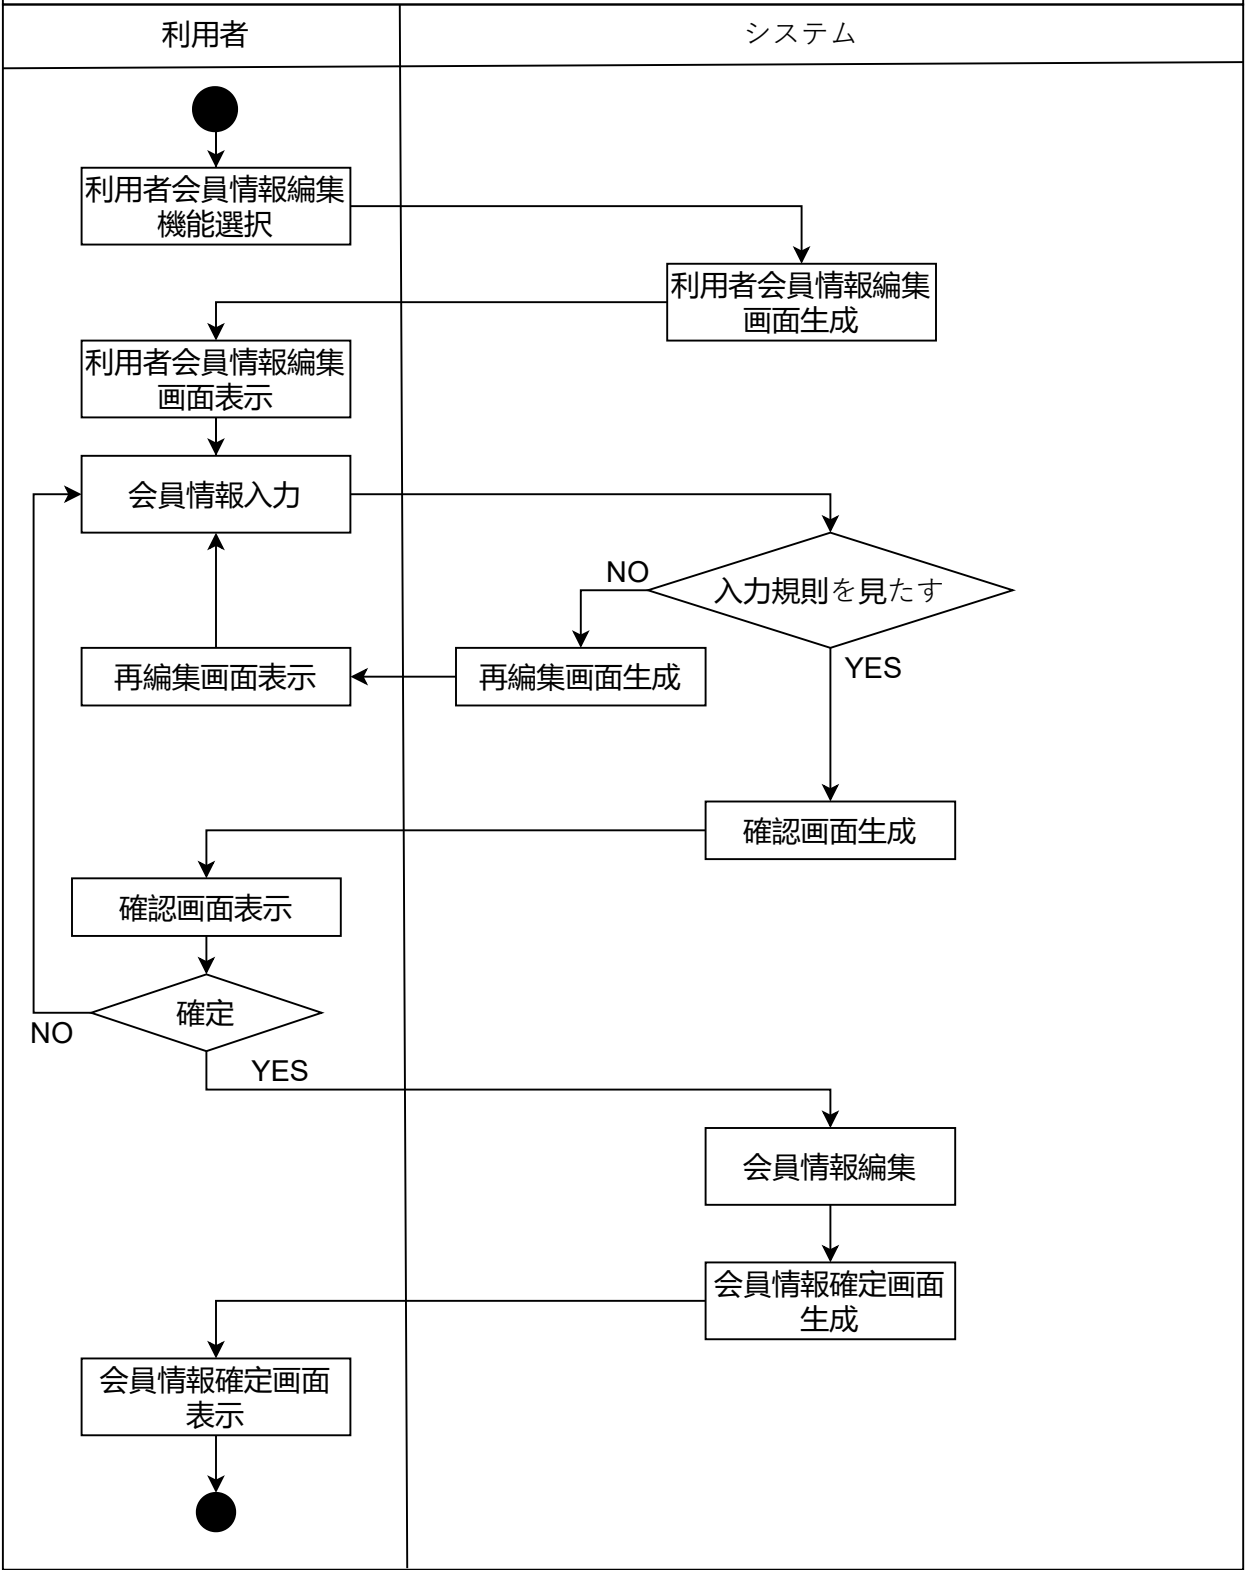 利用者
システム
利用者会員情報編集
機能選択
利用者会員情報編集
画面生成
利用者会員情報編集
画面表示
会員情報入力
入力規則を見たす
NO
YES
再編集画面生成
再編集画面表示
確認画面生成
確認画面表示
確定
NO
YES
会員情報編集
会員情報確定画面
生成
会員情報確定画面
表示